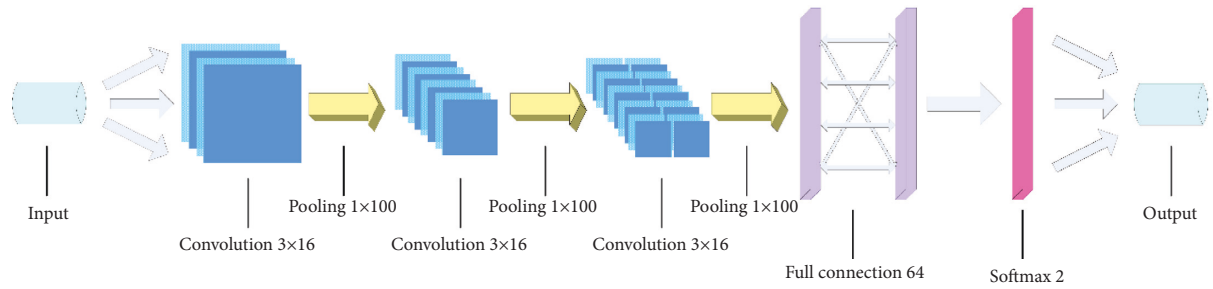 Input
Convolution 3×16
Pooling 1×100
Convolution 3×16
Pooling 1×100
Convolution 3×16
Pooling 1×100
Full connection 64
Softmax 2
Output